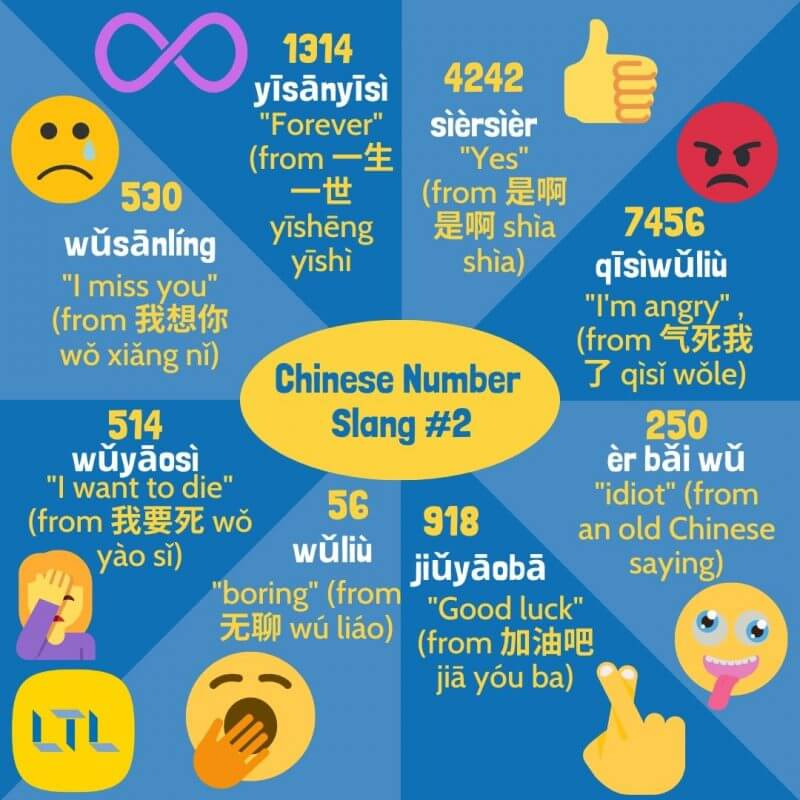 1314
yīsānyīsì
"Forever"
(from 一生
一世
yīshēng
yīshì
4242
sìèrsìèr
"Yes"
(from 是啊
是啊 shìa
shìa)
530
wǔsānlíng
"I miss you"
(from 我想你
wǒ xiǎng nǐ)
7456
qīsìwǔliù
"I'm angry" ,
(from 气死我
了 qìsǐ wǒle)
Chinese Number
Slang #2
514
wǔyāosì
"I want to die"
(from 我要死 wǒ
yào sǐ)
56
wǔliù
"boring" (from
无聊 wú liáo)
918
jiǔyāobā
"Good luck"
(from 加油吧
jiā yóu ba)
250
èr bǎi wǔ
"idiot" (from
an old Chinese
saying)
LTL